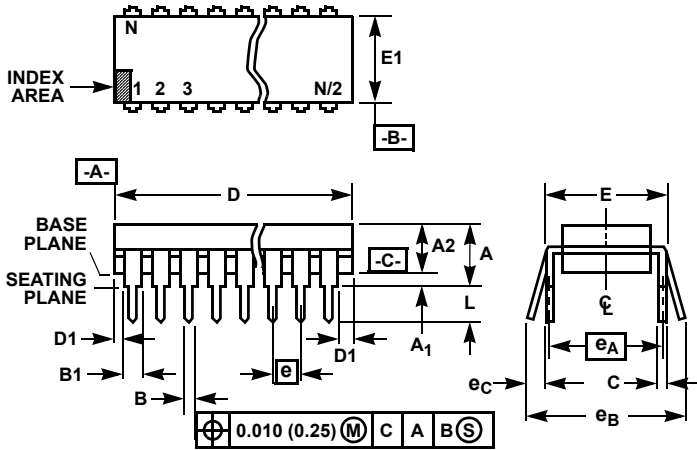 N
INDEX
AREA
1 2 3 N/2
E1
-B-
-A-
D
E
BASE
PLANE
A2
A
-C-
SEATING
PLANE
L
C
L
D1
A1
D1
eA
B1
e
eC
C
B
eB
0.010 (0.25) M C A B S